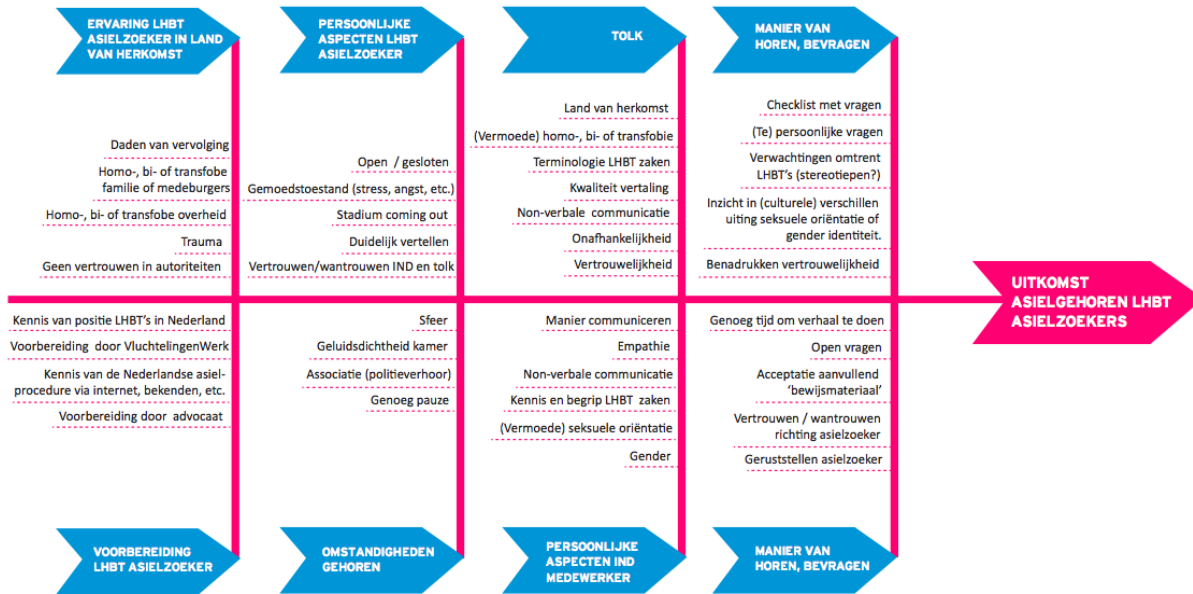 ERVARING LHBT
ASIELZOEKER IN LAND
VAN HERKOMST
Daden van vervolging
Homo-, bi- of transfobe
familie of medeburgers
Homo-, bi- of transfobe overheid
Trauma
Geen vertrouwen in autoriteiten
PERSOONLIJKE
ASPECTEN LHBT
ASIELZOEKER
Open / gesloten
Gemoedstoestand (stress, angst, etc.)
Stadium coming out
Duidelijk vertellen
Vertrouwen/wantrouwen IND en tolk
TOLK
Land van herkomst
(Vermoede) homo-, bi- of transfobie
Terminologie LHBT zaken
Kwaliteit vertaling
Non-verbale communicatie
Onafhankelijkheid
Vertrouwelijkheid
MANIER VAN
HOREN, BEVRAGEN
Checklist met vragen
(Te) persoonlijke vragen
Verwachtingen omtrent
LHBT's (stereotiepen?)
Inzicht in (culturele) verschillen
uiting seksuele oriëntatie of
gender identiteit.
Benadrukken vertrouwelijkheid
UITKOMST
ASIELGEHOREN LHBT
ASIELZOEKERS
Kennis van positie LHBT's in Nederland
Voorbereiding door VluchtelingenWerk
Kennis van de Nederlandse asiel-
procedure via internet, bekenden, etc.
Voorbereiding door advocaat
VOORBEREIDING
LHBT ASIELZOEKER
Sfeer
Geluidsdichtheid kamer
Associatie (politieverhoor)
Genoeg pauze
OMSTANDIGHEDEN
GEHOREN
Manier communiceren
Empathie
Non-verbale communicatie
Kennis en begrip LHBT zaken
(Vermoede) seksuele oriëntatie
Gender
PERSOONLIJKE
ASPECTEN IND
MEDEWERKER
Genoeg tijd om verhaal te doen
Open vragen
Acceptatie aanvullend
'bewijsmateriaal'
Vertrouwen / wantrouwen
richting asielzoeker
Geruststellen asielzoeker
MANIER VAN
HOREN, BEVRAGEN